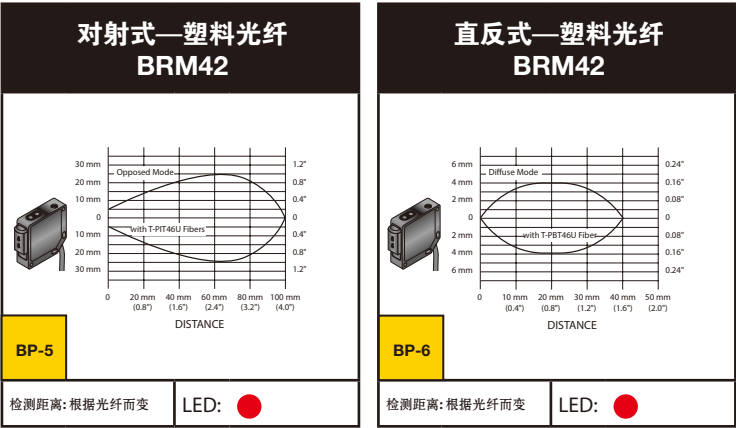 对射式—塑料光纤
BRM42
30 mm
20 mm
10 mm
0
10 mm
20 mm
30 mm
1.2"
0.8"
0.4"
0
0.4"
0.8"
1.2"
Opposed Mode
with T-PIT46U Fibers
0 20 mm 40 mm 60 mm 80 mm 100 mm
(0.8") (1.6") (2.4") (3.2") (4.0")
DISTANCE
BP-5
检测距离: 根据光纤而变
LED:
直反式—塑料光纤
BRM42
6 mm
4 mm
2 mm
0
2 mm
4 mm
6 mm
0.24"
0.16"
0.08"
0
0.08"
0.16"
0.24"
Diffuse Mode
with T-PBT46U Fiber
0 10 mm 20 mm 30 mm 40 mm 50 mm
(0.4") (0.8") (1.2") (1.6") (2.0")
DISTANCE
BP-6
检测距离: 根据光纤而变
LED: